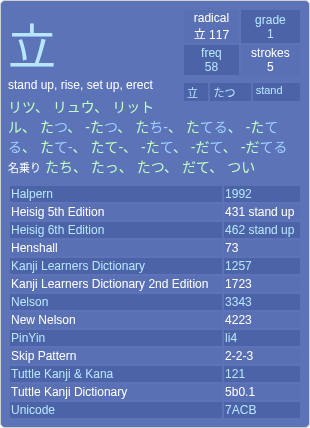 立
radical
立 117
grade
1
freq
58
strokes
5
stand up, rise, set up, erect
立 たつ stand
リツ、 リュウ、 リット
ル、 たつ、 -たつ、 たち-、 たてる、 -たて
る、 たて-、 たて-、 -たて、 -だて、 -だてる
名乗り たち、 たっ、 たつ、 だて、 つい
Halpern 1992
Heisig 5th Edition 431 stand up
Heisig 6th Edition 462 stand up
Henshall 73
Kanji Learners Dictionary 1257
Kanji Learners Dictionary 2nd Edition 1723
Nelson 3343
New Nelson 4223
PinYin li4
Skip Pattern 2-2-3
Tuttle Kanji & Kana 121
Tuttle Kanji Dictionary 5b0.1
Unicode 7ACB